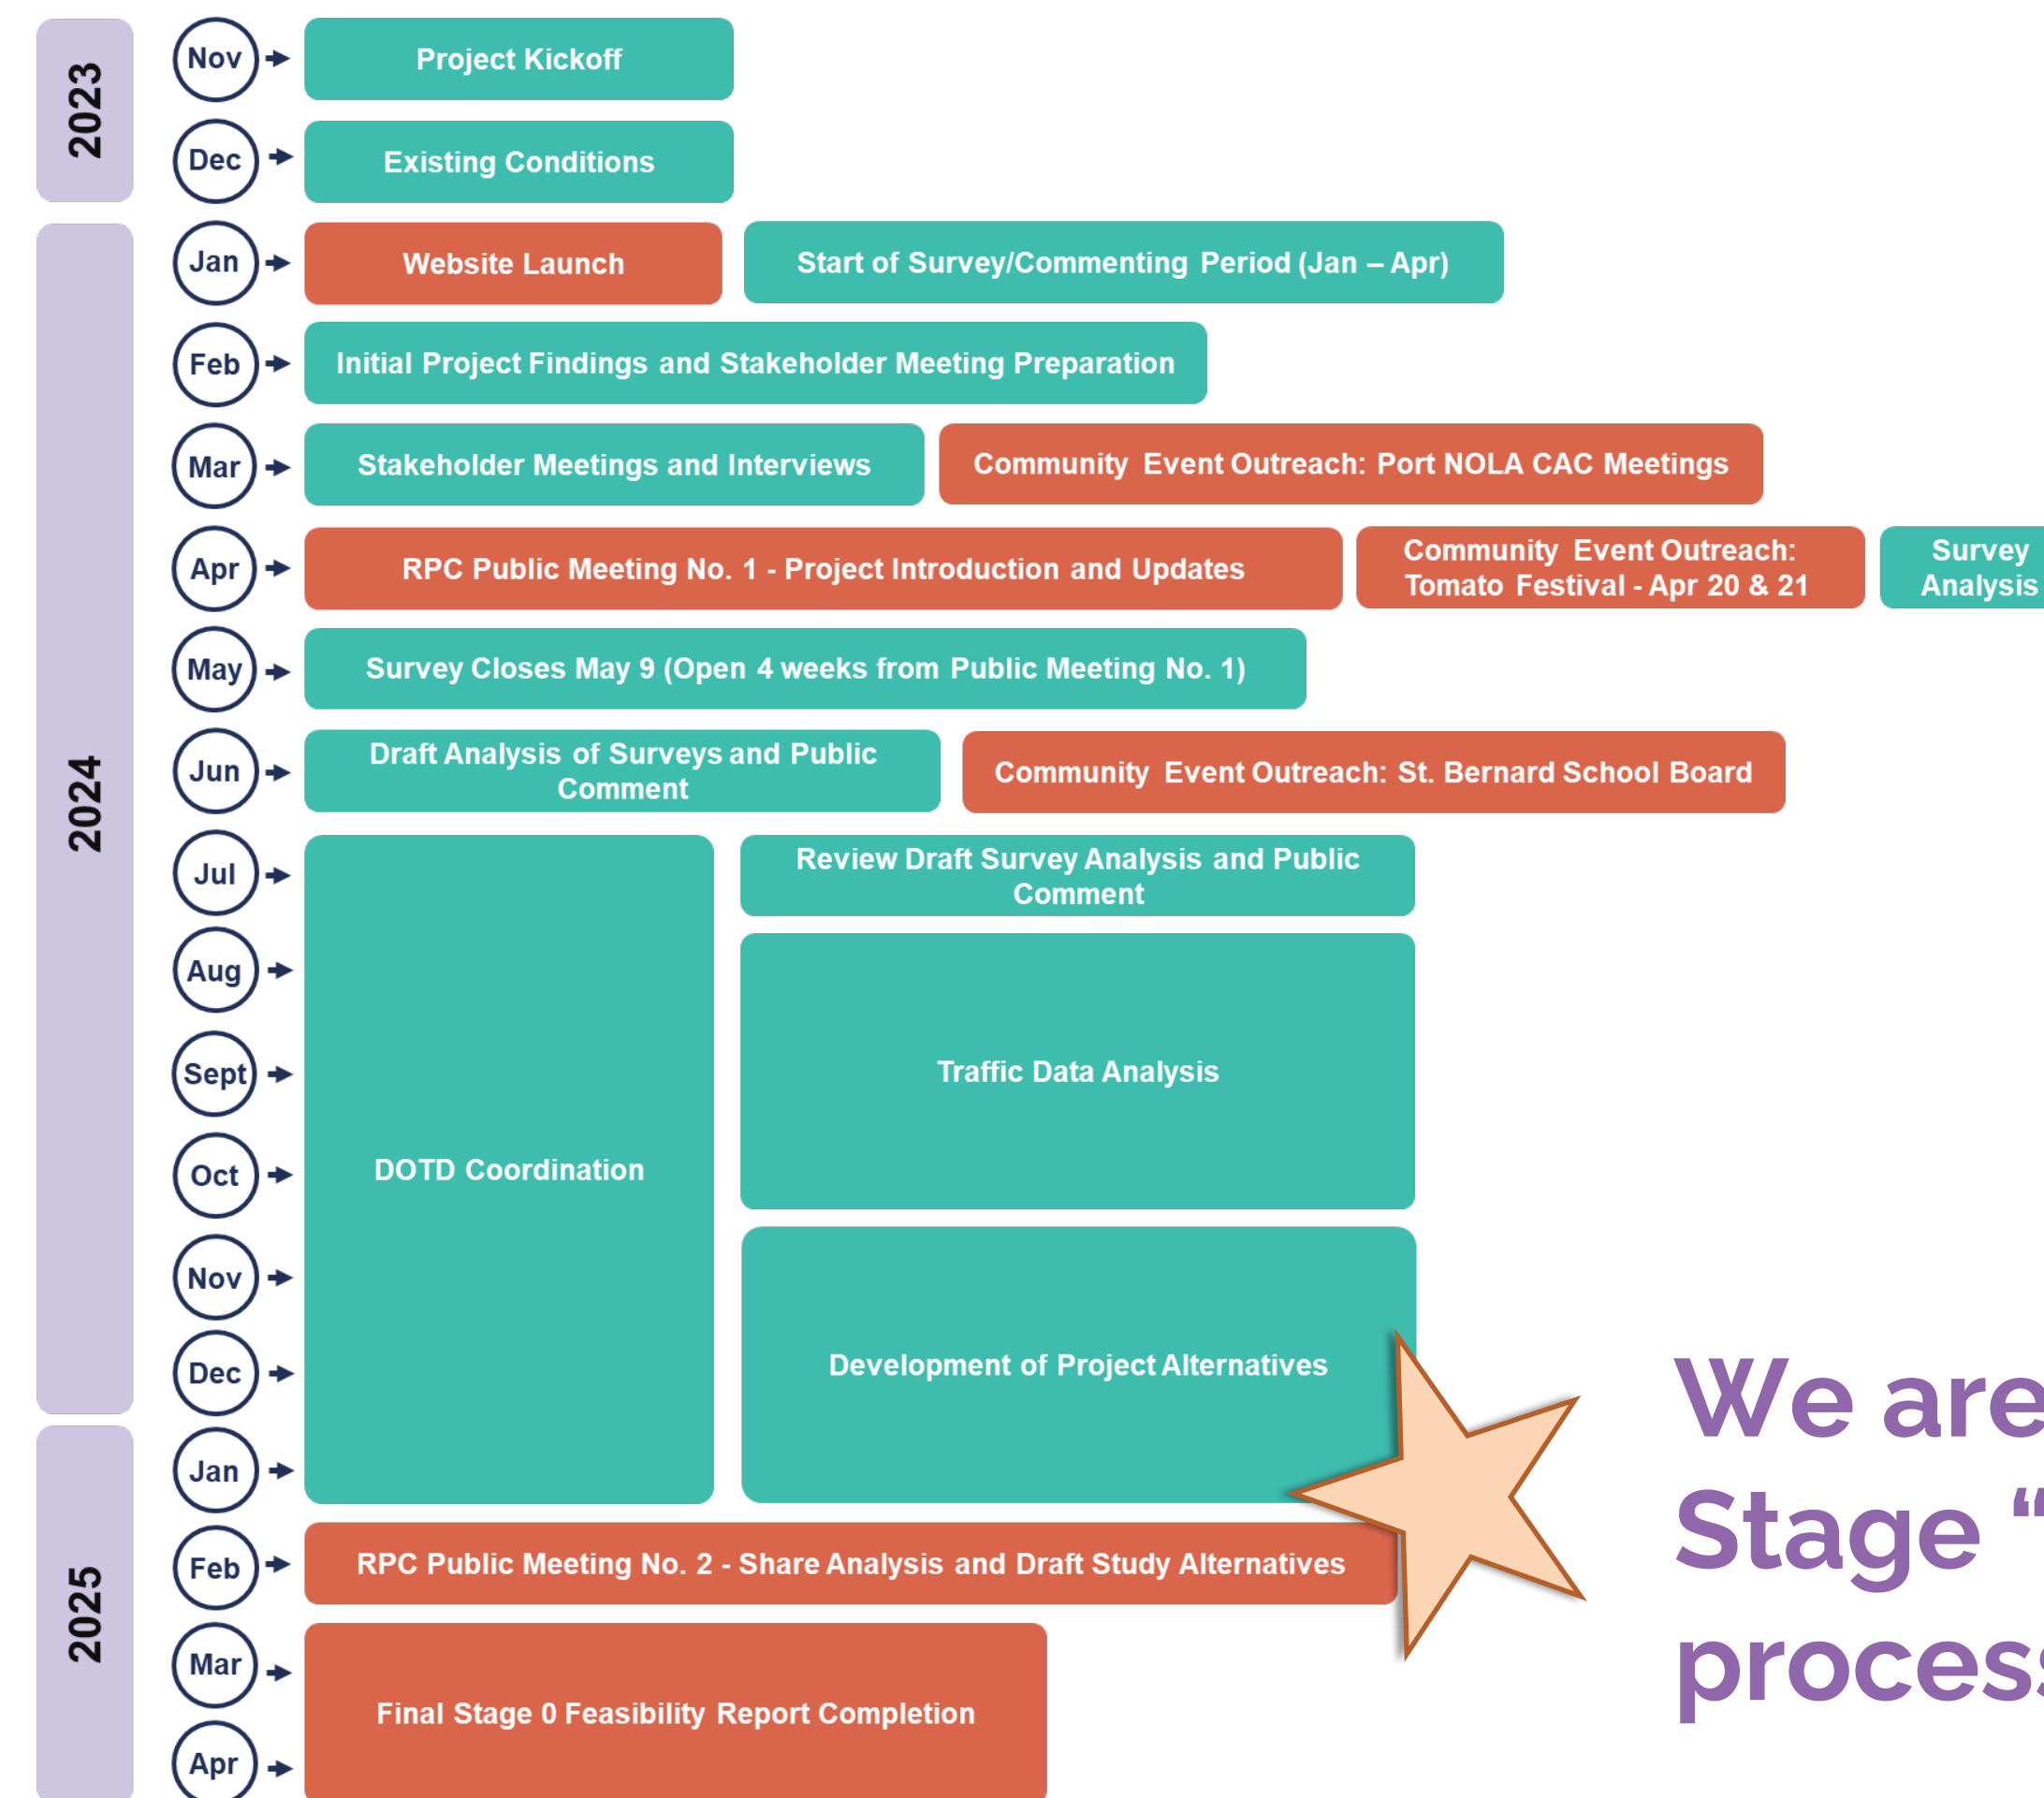 2023
Nov
Project Kickoff
Dec
Existing Conditions
2024
Jan
Website Launch
Start of Survey/Commenting Period (Jan – Apr)
Feb
Initial Project Findings and Stakeholder Meeting Preparation
Mar
Stakeholder Meetings and Interviews
Community Event Outreach: Port NOLA CAC Meetings
Apr
RPC Public Meeting No. 1 - Project Introduction and Updates
Community Event Outreach:
Tomato Festival - Apr 20 & 21
Survey
Analysis
May
Survey Closes May 9 (Open 4 weeks from Public Meeting No. 1)
Jun
Draft Analysis of Surveys and Public
Comment
Community Event Outreach: St. Bernard School Board
Jul
DOTD Coordination
Review Draft Survey Analysis and Public
Comment
Aug
Sept
Traffic Data Analysis
Oct
Nov
Dec
Development of Project Alternatives
2025
Jan
Feb
RPC Public Meeting No. 2 - Share Analysis and Draft Study Alternatives
Mar
Final Stage 0 Feasibility Report Completion
Apr
We are
Stage “
process